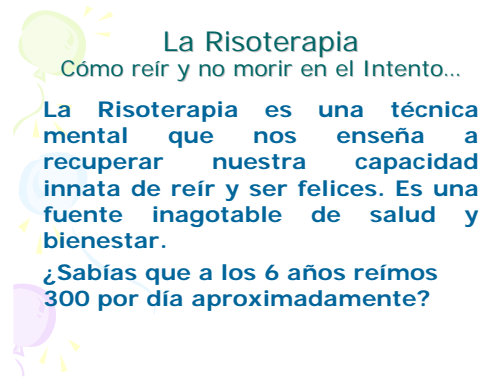 La Risoterapia
Cómo reír y no morir en el Intento...
La Risoterapia es una técnica
mental que nos enseña a
recuperar nuestra capacidad
innata de reír y ser felices. Es una
fuente inagotable de salud y
bienestar.
¿Sabías que a los 6 años reímos
300 por día aproximadamente?